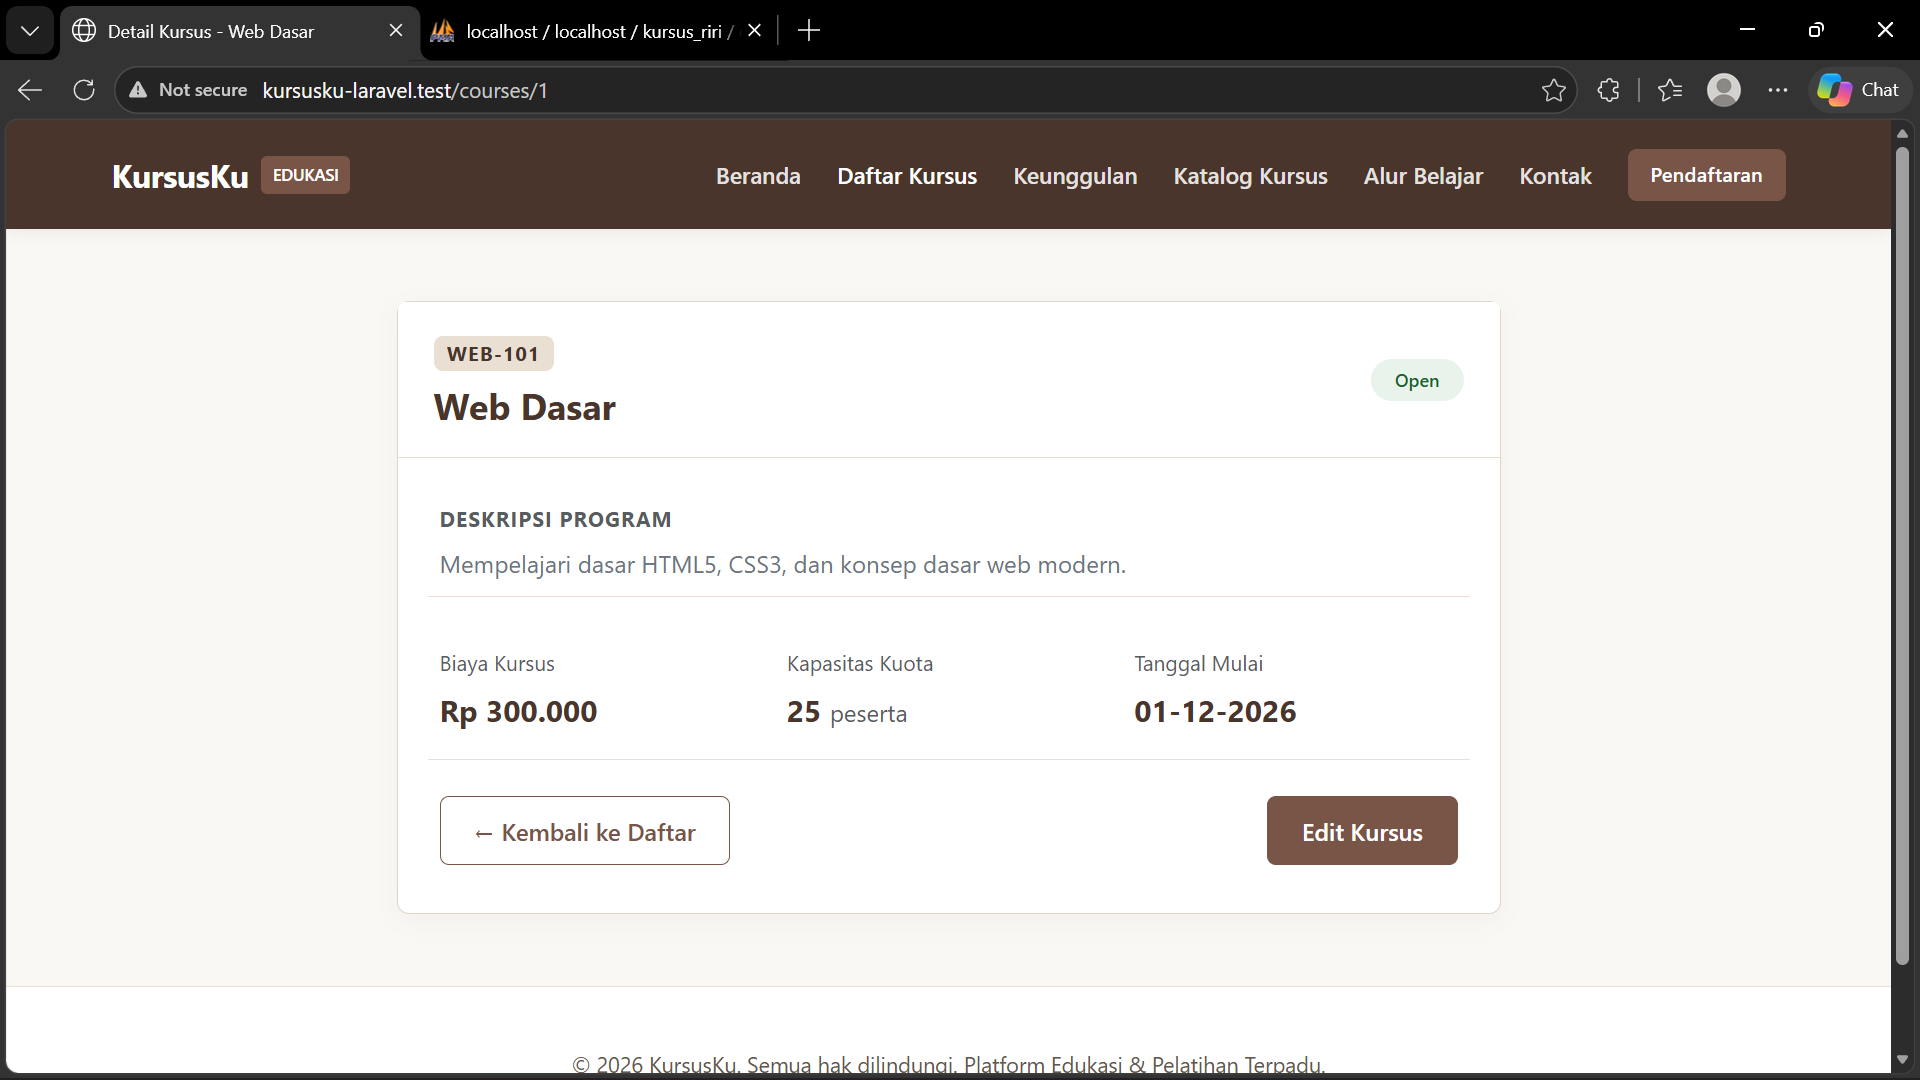 Detail Kursus - Web Dasar
localhost / localhost / kursus_riri /
Not secure kursusku-laravel.test/courses/1
Chat
KursusKu EDUKASI Beranda Daftar Kursus Keunggulan Katalog Kursus Alur Belajar Kontak Pendaftaran
WEB-101
Web Dasar
Open
DESKRIPSI PROGRAM
Mempelajari dasar HTML5, CSS3, dan konsep dasar web modern.
Biaya Kursus Kapasitas Kuota Tanggal Mulai
Rp 300.000 25 peserta 01-12-2026
← Kembali ke Daftar Edit Kursus
© 2026 KursusKu. Semua hak dilindungi. Platform Edukasi & Pelatihan Terpadu.